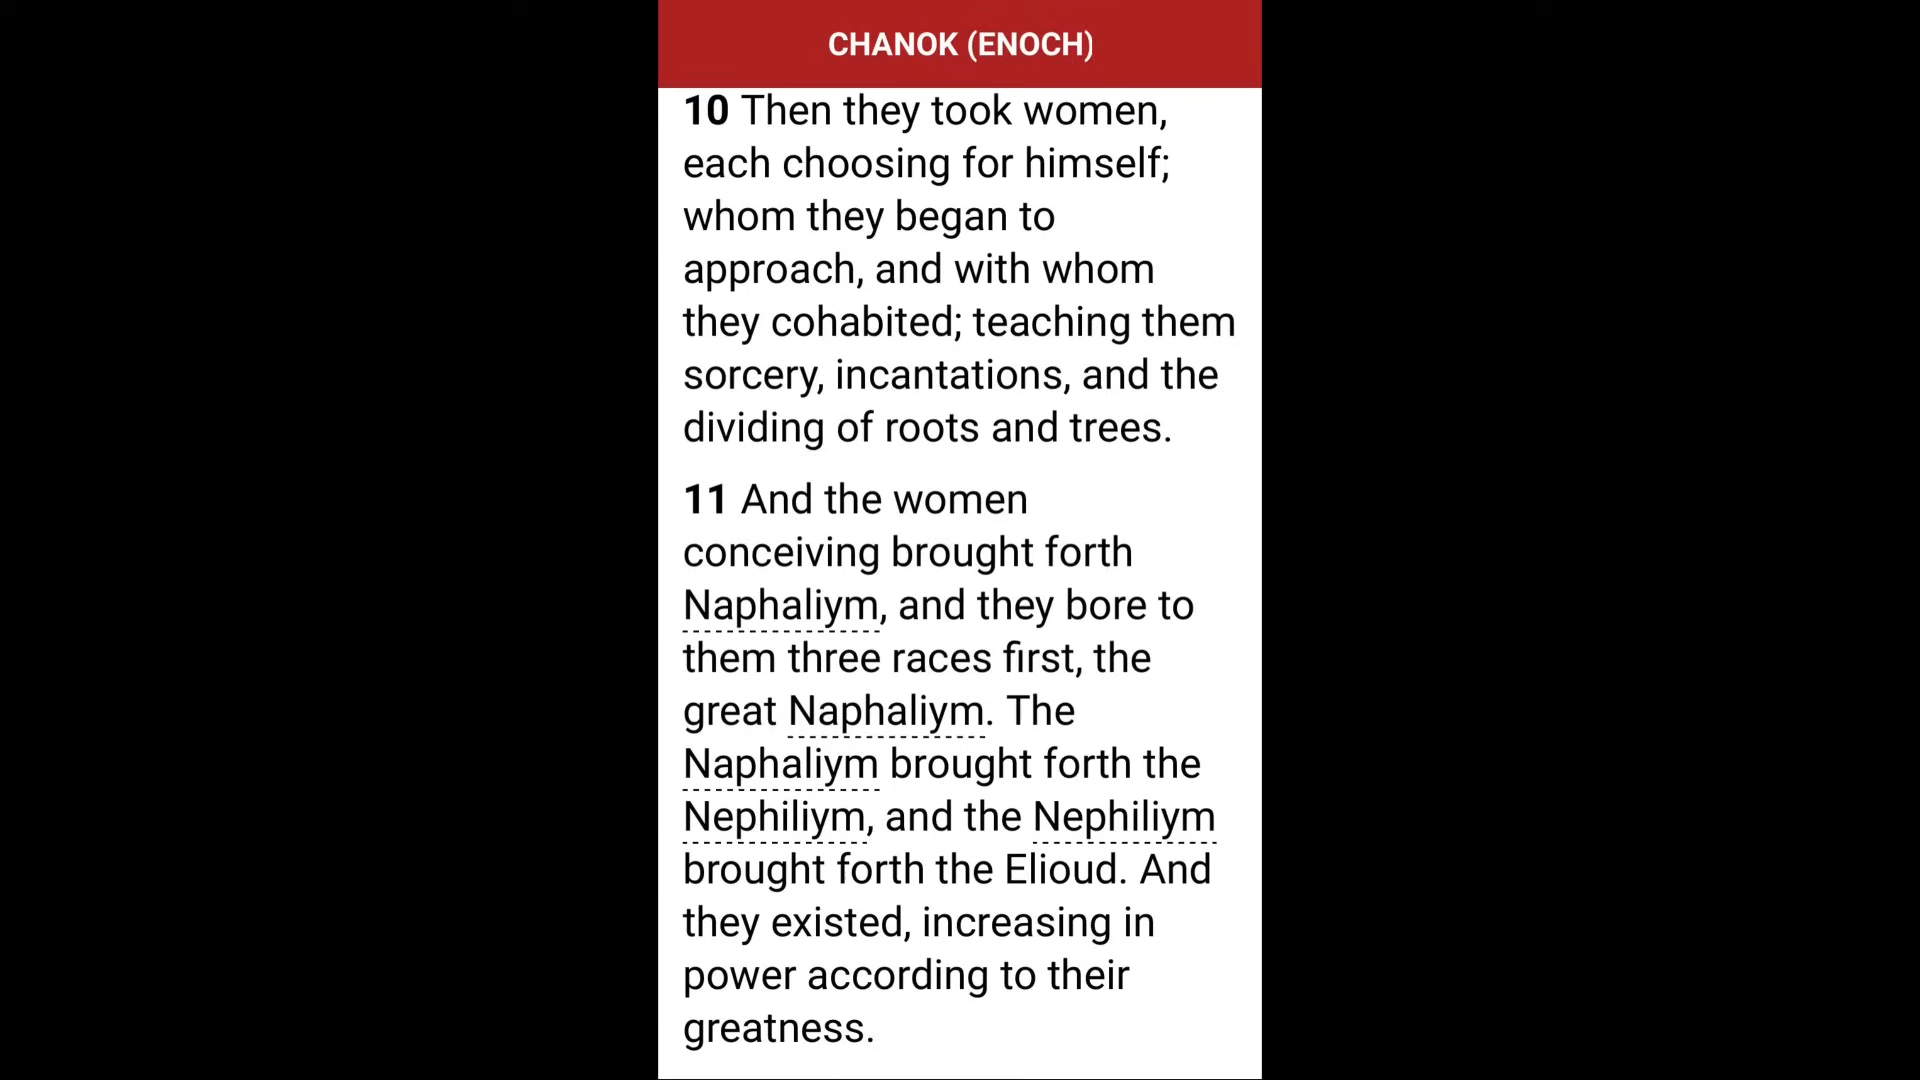 CHANOK (ENOCH)
10 Then they took women,
each choosing for himself;
whom they began to
approach, and with whom
they cohabited; teaching them
sorcery, incantations, and the
dividing of roots and trees.
11 And the women
conceiving brought forth
Naphaliym, and they bore to
them three races first, the
great Naphaliym. The
Naphaliym brought forth the
Nephiliym, and the Nephiliym
brought forth the Elioud. And
they existed, increasing in
power according to their
greatness.